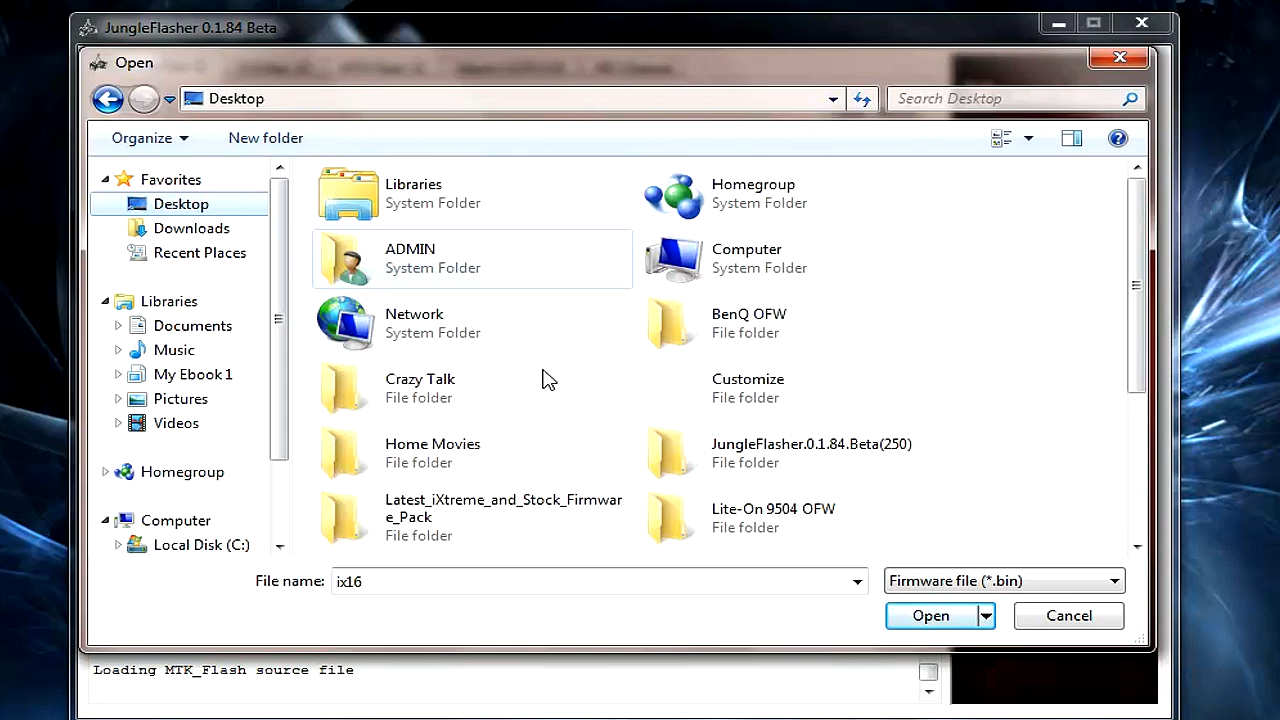 JungleFlasher 0.1.84 Beta
Open
Desktop
Search Desktop
Organize
New folder
Favorites
Desktop
Downloads
Recent Places
Libraries
Documents
Music
My Ebook 1
Pictures
Videos
Homegroup
Computer
Local Disk (C:)
Libraries
System Folder
Homegroup
System Folder
ADMIN
System Folder
Computer
System Folder
Network
System Folder
BenQ OFW
File folder
Crazy Talk
File folder
Customize
File folder
Home Movies
File folder
JungleFlasher.0.1.84.Beta(250)
File folder
Latest_iXtreme_and_Stock_Firmwar
e_Pack
File folder
Lite-On 9504 OFW
File folder
File name:
ix16
Firmware file (*.bin)
Open
Cancel
Loading MTK_Flash source file